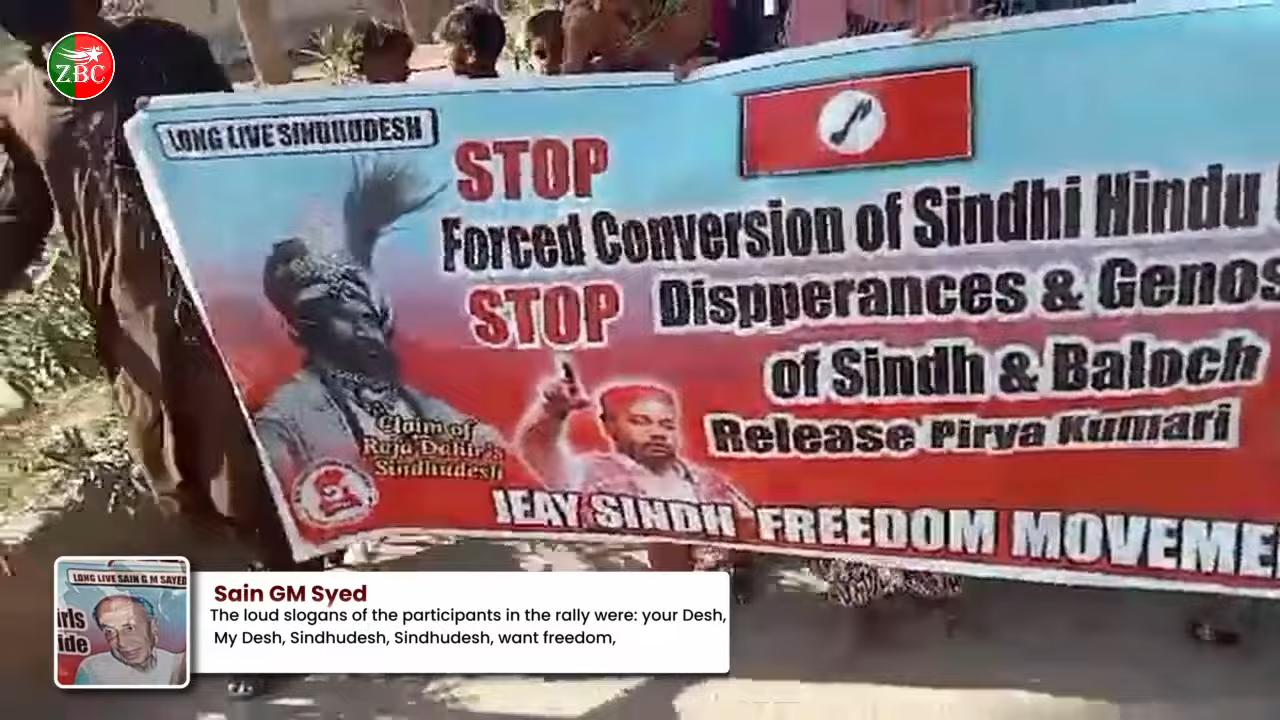 ZBC
LONG LIVE SINDHUDESH
STOP
Forced Conversion of Sindhi Hindu
STOP Dispperances & Genos
of Sindh & Baloch
Release Pirya Kumari
Claim of
Raja Dahir's
Sindhudesh
JEAY SINDH FREEDOM MOVEME
LONG LIVE SAIN G M SAYED
irls
ide
Sain GM Syed
The loud slogans of the participants in the rally were: your Desh,
My Desh, Sindhudesh, Sindhudesh, want freedom,